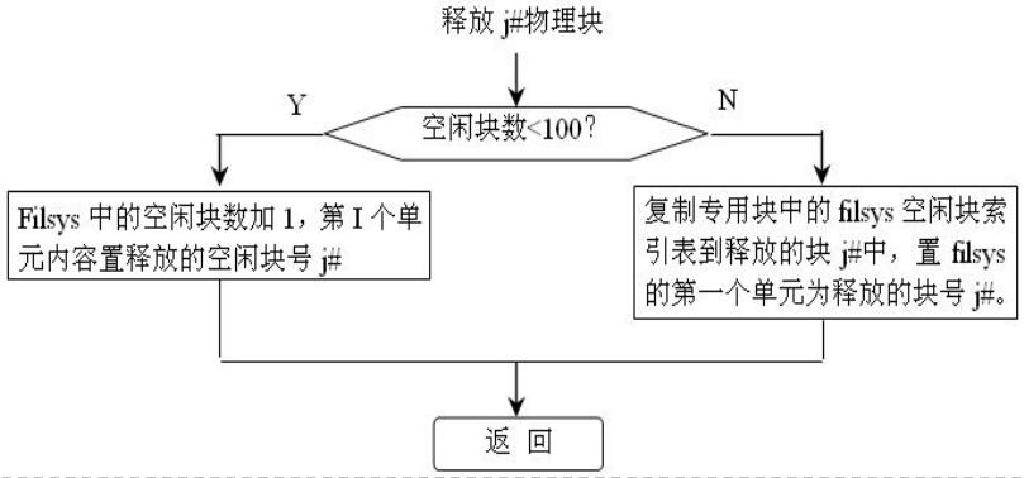 释放 j#物理块
Y
N
空闲块数<100？
Filsys 中的空闲块数加 1，第 I 个单
元内容置释放的空闲块号 j#
复制专用块中的 filsys 空闲块索
引表到释放的块 j#中，置 filsys
的第一个单元为释放的块号 j#。
返 回